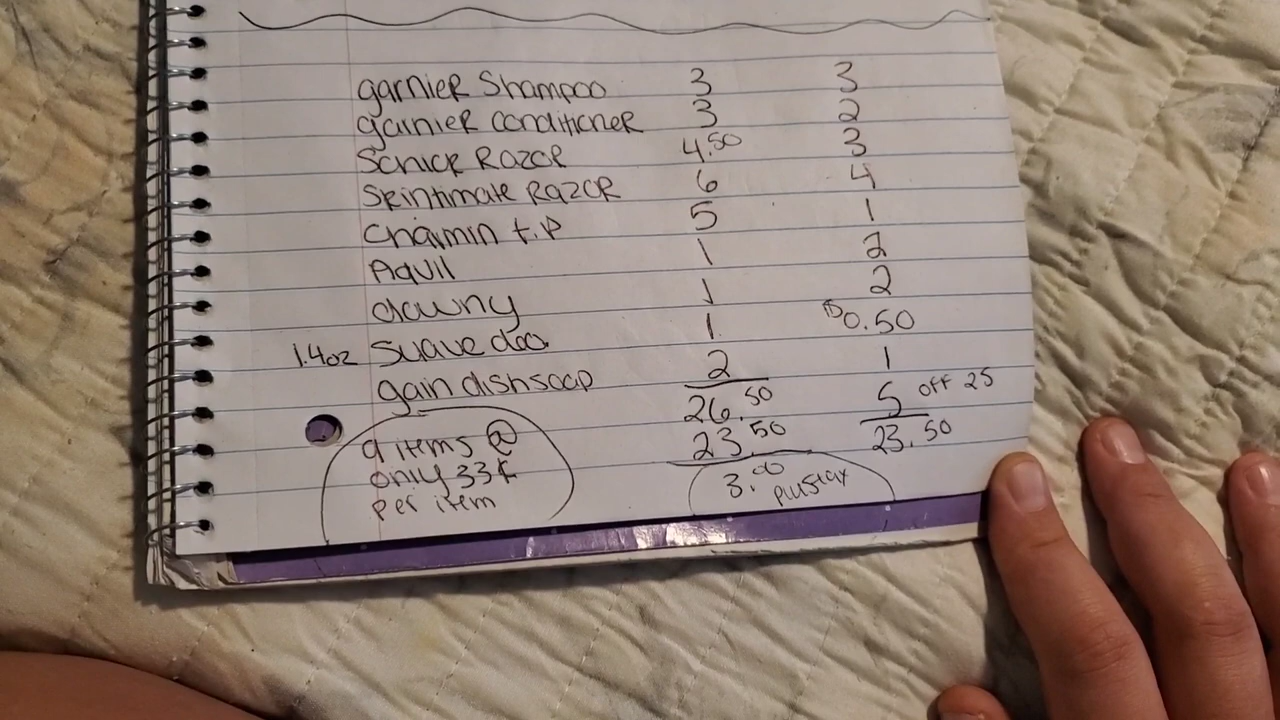 garnier Shampoo 3 3
garnier conditioner 3 2
Schick Razor 4.50 3
Skintimate Razor 6 4
Charmin t.p 5 1
Aquil 1 2
downy 1 2
1.4oz Suave deo. 1 $0.50
gain dishsoap 2 1
26.50 5 off 25
23.50 23.50
9 items @
only 33¢
per item
3.00
plus tax